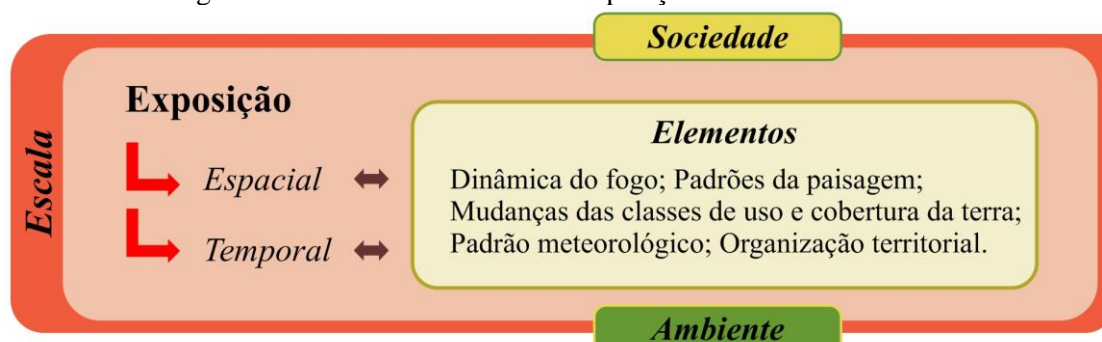 Sociedade
Escala
Exposição
Espacial
Temporal
Elementos
Dinâmica do fogo; Padrões da paisagem;
Mudanças das classes de uso e cobertura da terra;
Padrão meteorológico; Organização territorial.
Ambiente